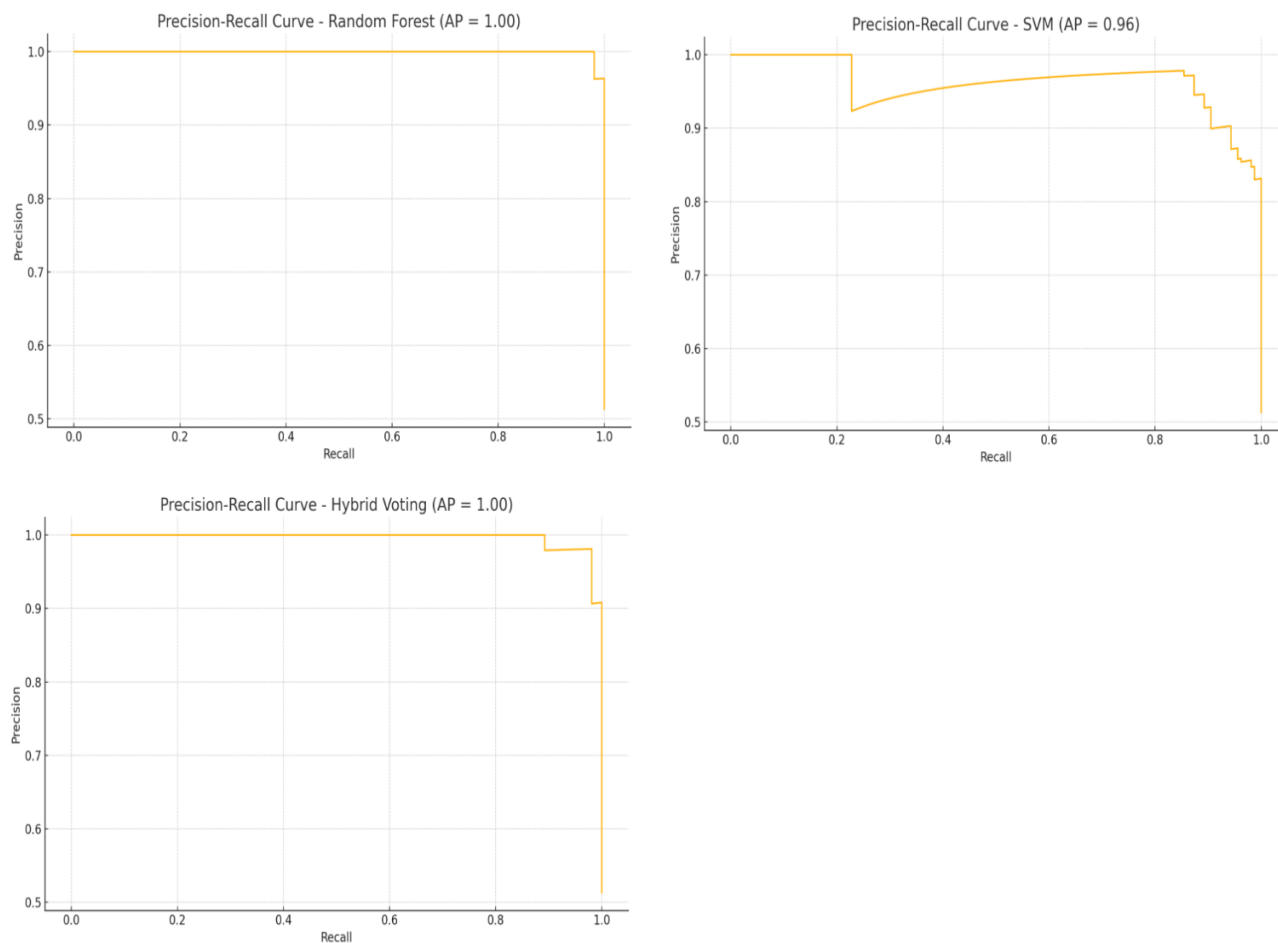 Precision-Recall Curve - Random Forest (AP = 1.00)
1.0
0.9
0.8
0.7
0.6
0.5
Precision
0.0 0.2 0.4 0.6 0.8 1.0
Recall
Precision-Recall Curve - SVM (AP = 0.96)
1.0
0.9
0.8
0.7
0.6
0.5
Precision
0.0 0.2 0.4 0.6 0.8 1.0
Recall
Precision-Recall Curve - Hybrid Voting (AP = 1.00)
1.0
0.9
0.8
0.7
0.6
0.5
Precision
0.0 0.2 0.4 0.6 0.8 1.0
Recall